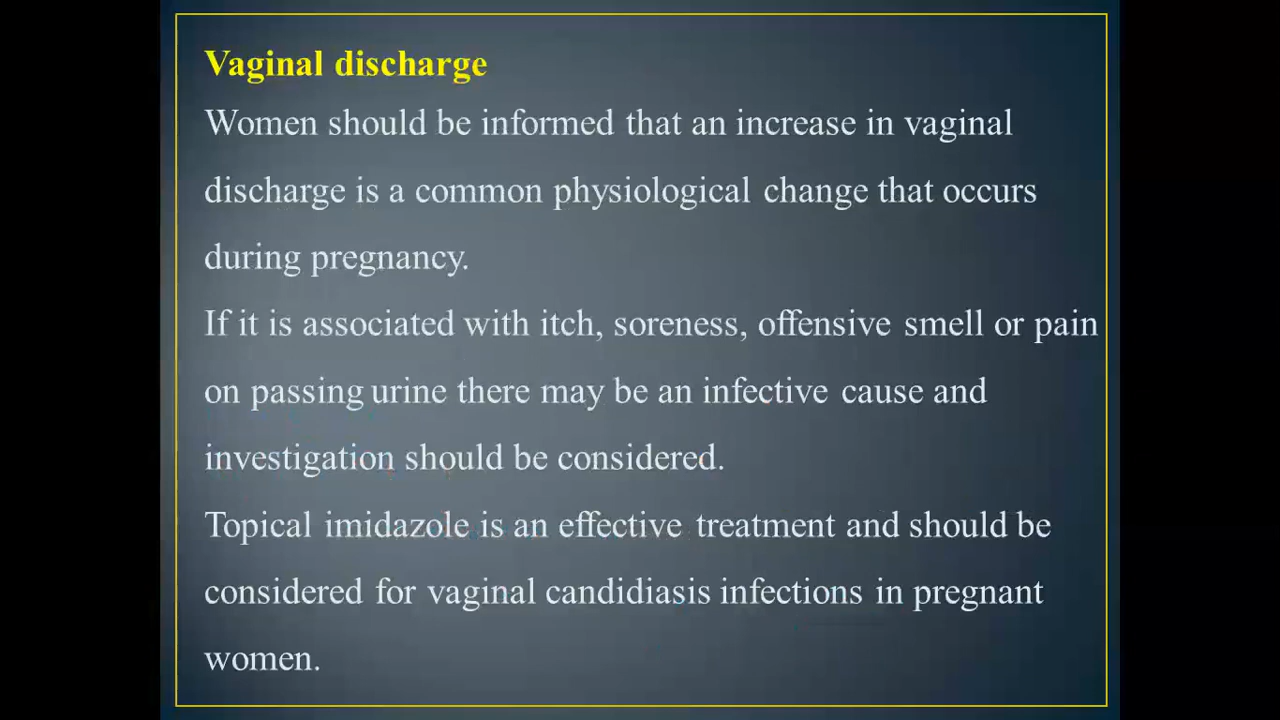 Vaginal discharge
Women should be informed that an increase in vaginal
discharge is a common physiological change that occurs
during pregnancy.
If it is associated with itch, soreness, offensive smell or pain
on passing urine there may be an infective cause and
investigation should be considered.
Topical imidazole is an effective treatment and should be
considered for vaginal candidiasis infections in pregnant
women.